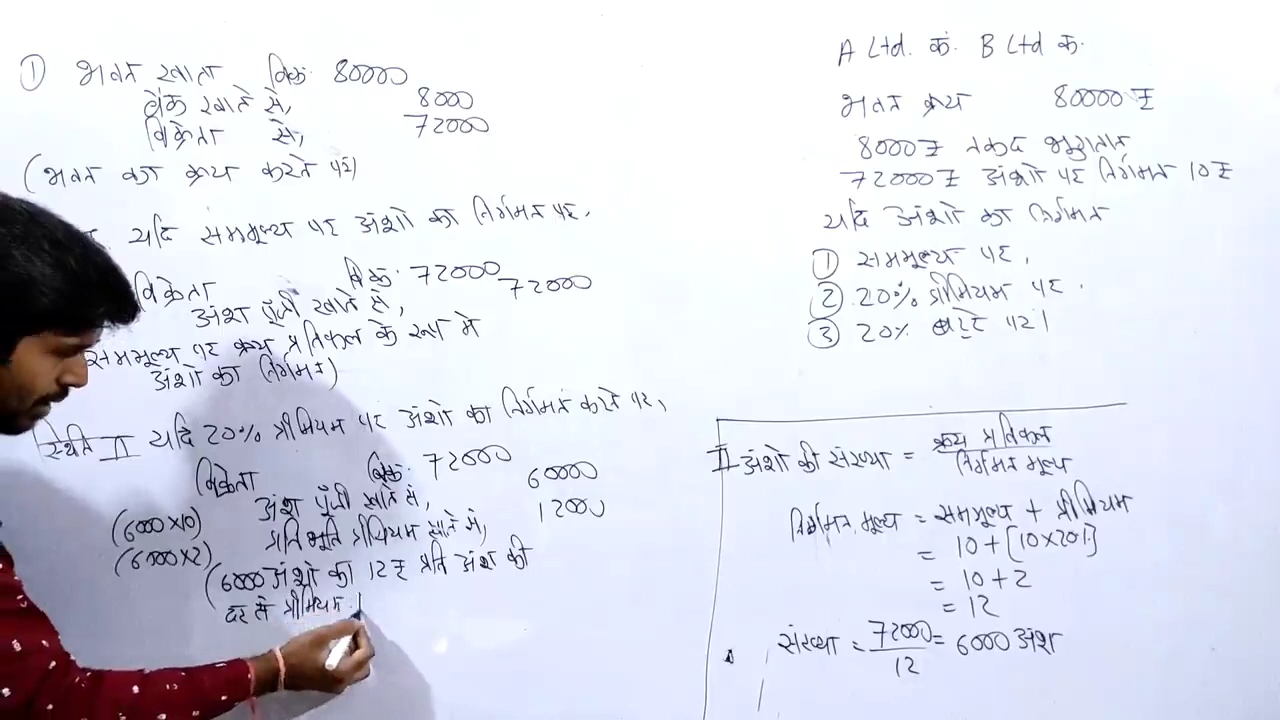 ① भवन खाता विक. 80000
बैंक खाते से, 8000
विक्रेता से, 72000
(भवन का क्रय करने पर)
यदि सममूल्य पर अंशो का निर्गमन पर,
विक्रेता विक. 72000
अंश पूँजी खाते से, 72000
सममूल्य पर क्रय प्रतिफल के रूप मे
अंशो का निर्गमन)
स्थिति II यदि 20% प्रीमियम पर अंशो का निर्गमन करने पर,
विक्रेता विक. 72000
अंश पूँजी खाते से, 60000
(6000×10) प्रतिभूति प्रीमियम खाते से, 12000
(6000×2)
(6000 अंशो का 12₹ प्रति अंश की
दर से प्रीमियम
A Ltd. कं. B Ltd क.
भवन क्रय 80000 ₹
8000₹ नकद भुगतान
72000₹ अंशो पर निर्गमन 10₹
यदि अंशो का निर्गमन
① सममूल्य पर,
② 20% प्रीमियम पर.
③ 20% बट्टे पर।
II अंशो की संख्या = क्रय प्रतिफल
निर्गमन मूल्य
निर्गमन मूल्य = सममूल्य + प्रीमियम
= 10+[10×20%]
= 10+2
= 12
संख्या = 72000 = 6000 अंश
12